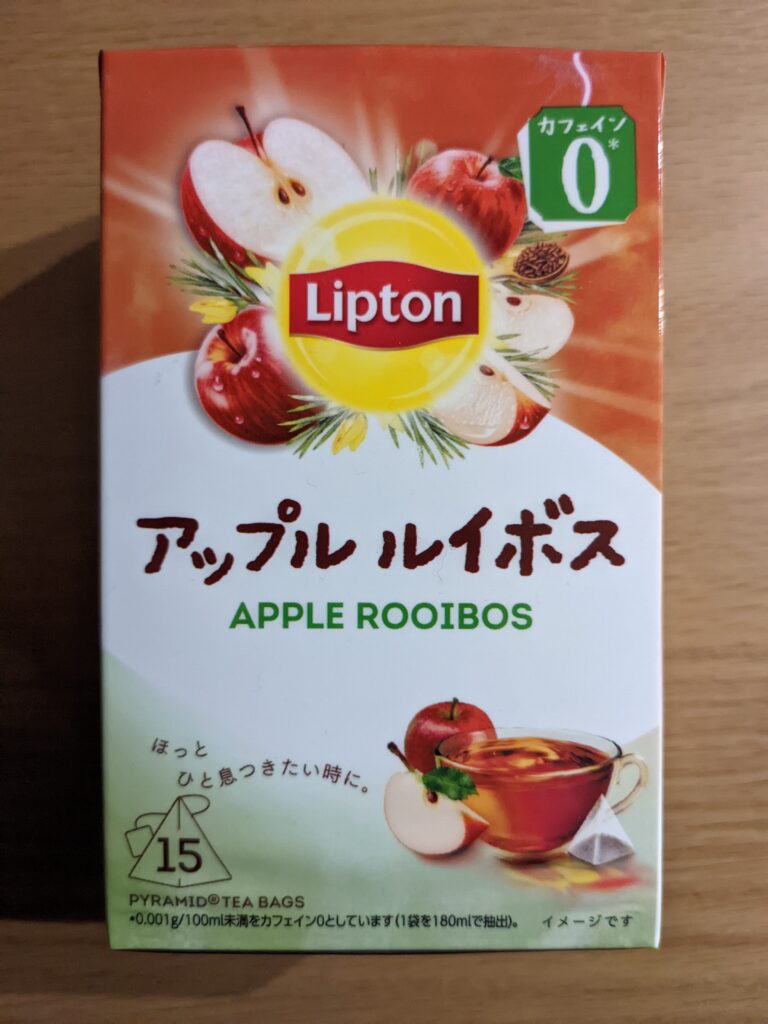 カフェイン
0*
Lipton
アップル ルイボス
APPLE ROOIBOS
ほっと
ひと息つきたい時に。
15
PYRAMID®TEA BAGS
*0.001g/100ml未満をカフェイン0としています(1袋を180mlで抽出)。 イメージです